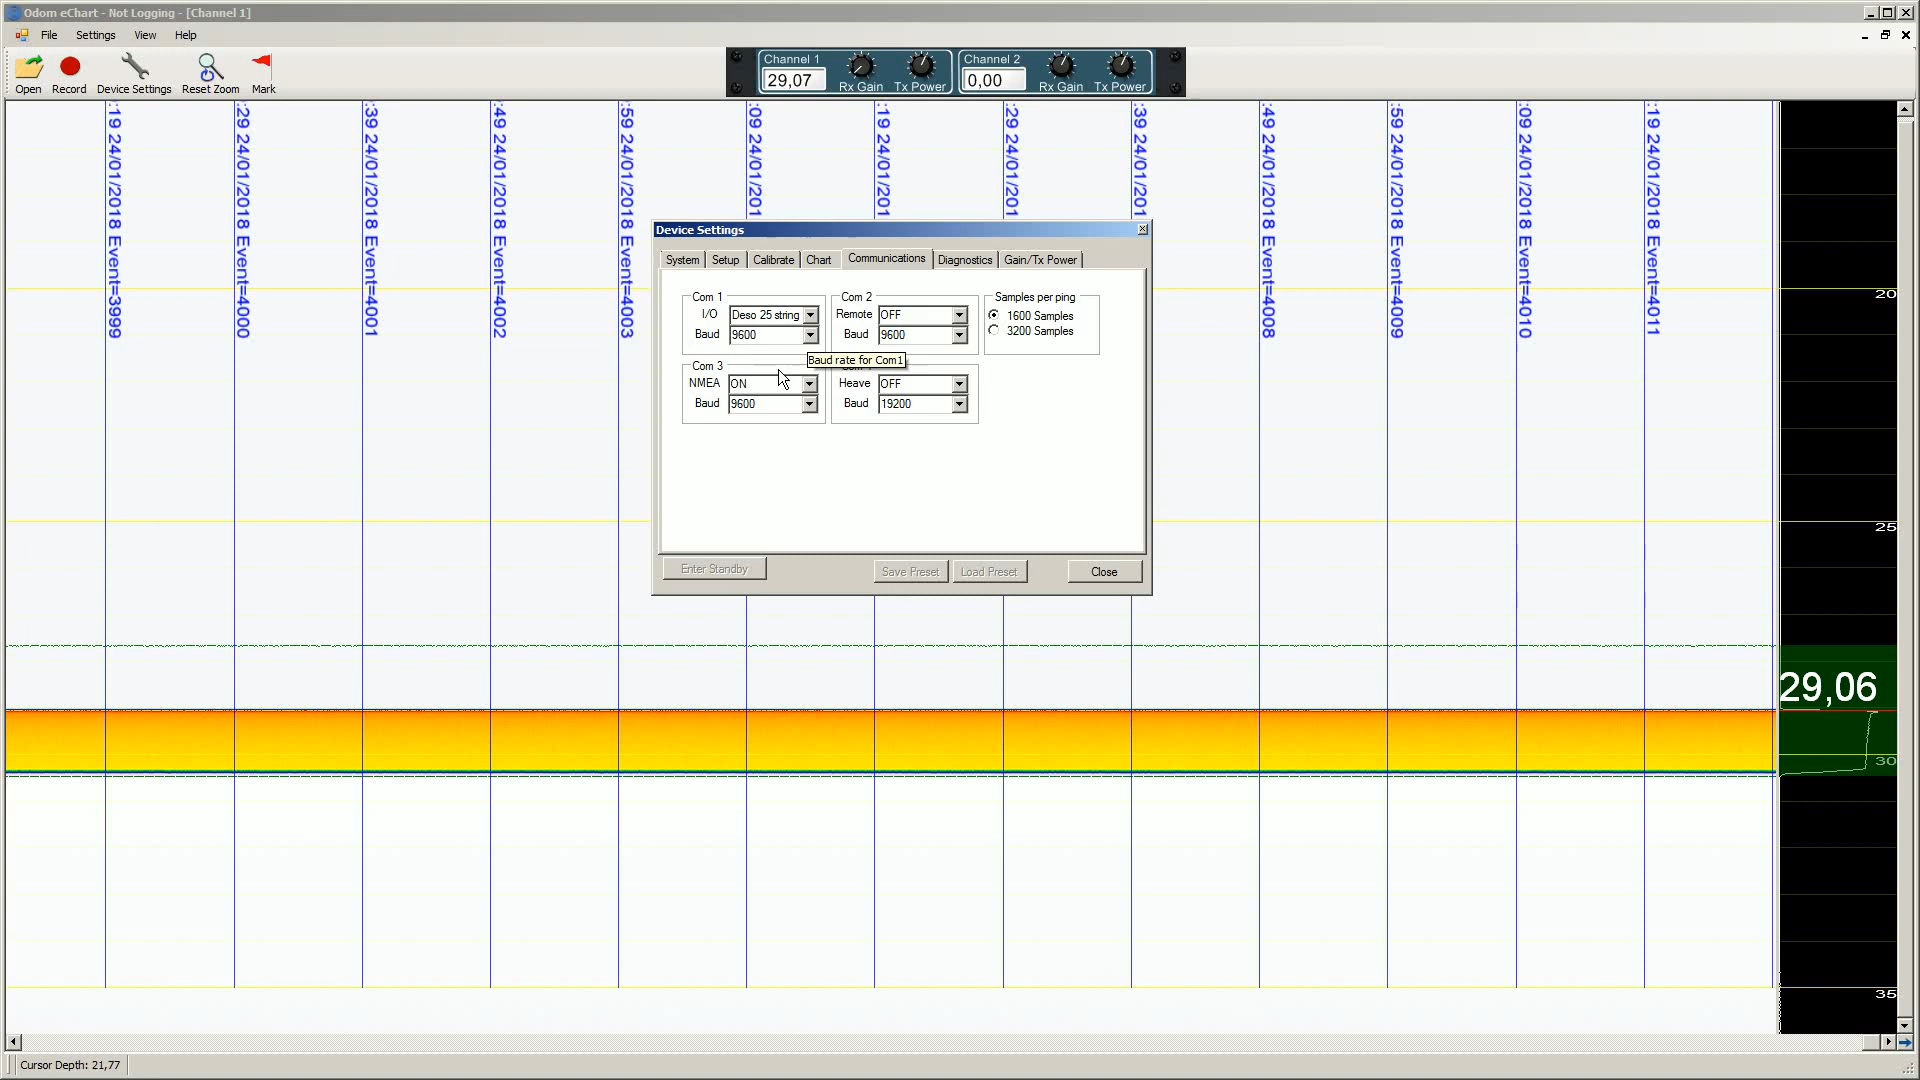 Odom eChart - Not Logging - [Channel 1]
File Settings View Help
Open Record Device Settings Reset Zoom Mark
Channel 1
29,07
Rx Gain Tx Power
Channel 2
0,00
Rx Gain Tx Power
:19 24/01/2018 Event=3999
:29 24/01/2018 Event=4000
:39 24/01/2018 Event=4001
:49 24/01/2018 Event=4002
:59 24/01/2018 Event=4003
:09 24/01/201
:19 24/01/201
:29 24/01/201
:39 24/01/201
:49 24/01/2018 Event=4008
:59 24/01/2018 Event=4009
:09 24/01/2018 Event=4010
:19 24/01/2018 Event=4011
Device Settings
System Setup Calibrate Chart Communications Diagnostics Gain/Tx Power
Com 1
I/O Deso 25 string
Baud 9600
Com 2
Remote OFF
Baud 9600
Samples per ping
1600 Samples
3200 Samples
Baud rate for Com1
Com 3
NMEA ON
Baud 9600
Heave OFF
Baud 19200
Enter Standby Save Preset Load Preset Close
20
25
29,06
30
35
Cursor Depth: 21,77